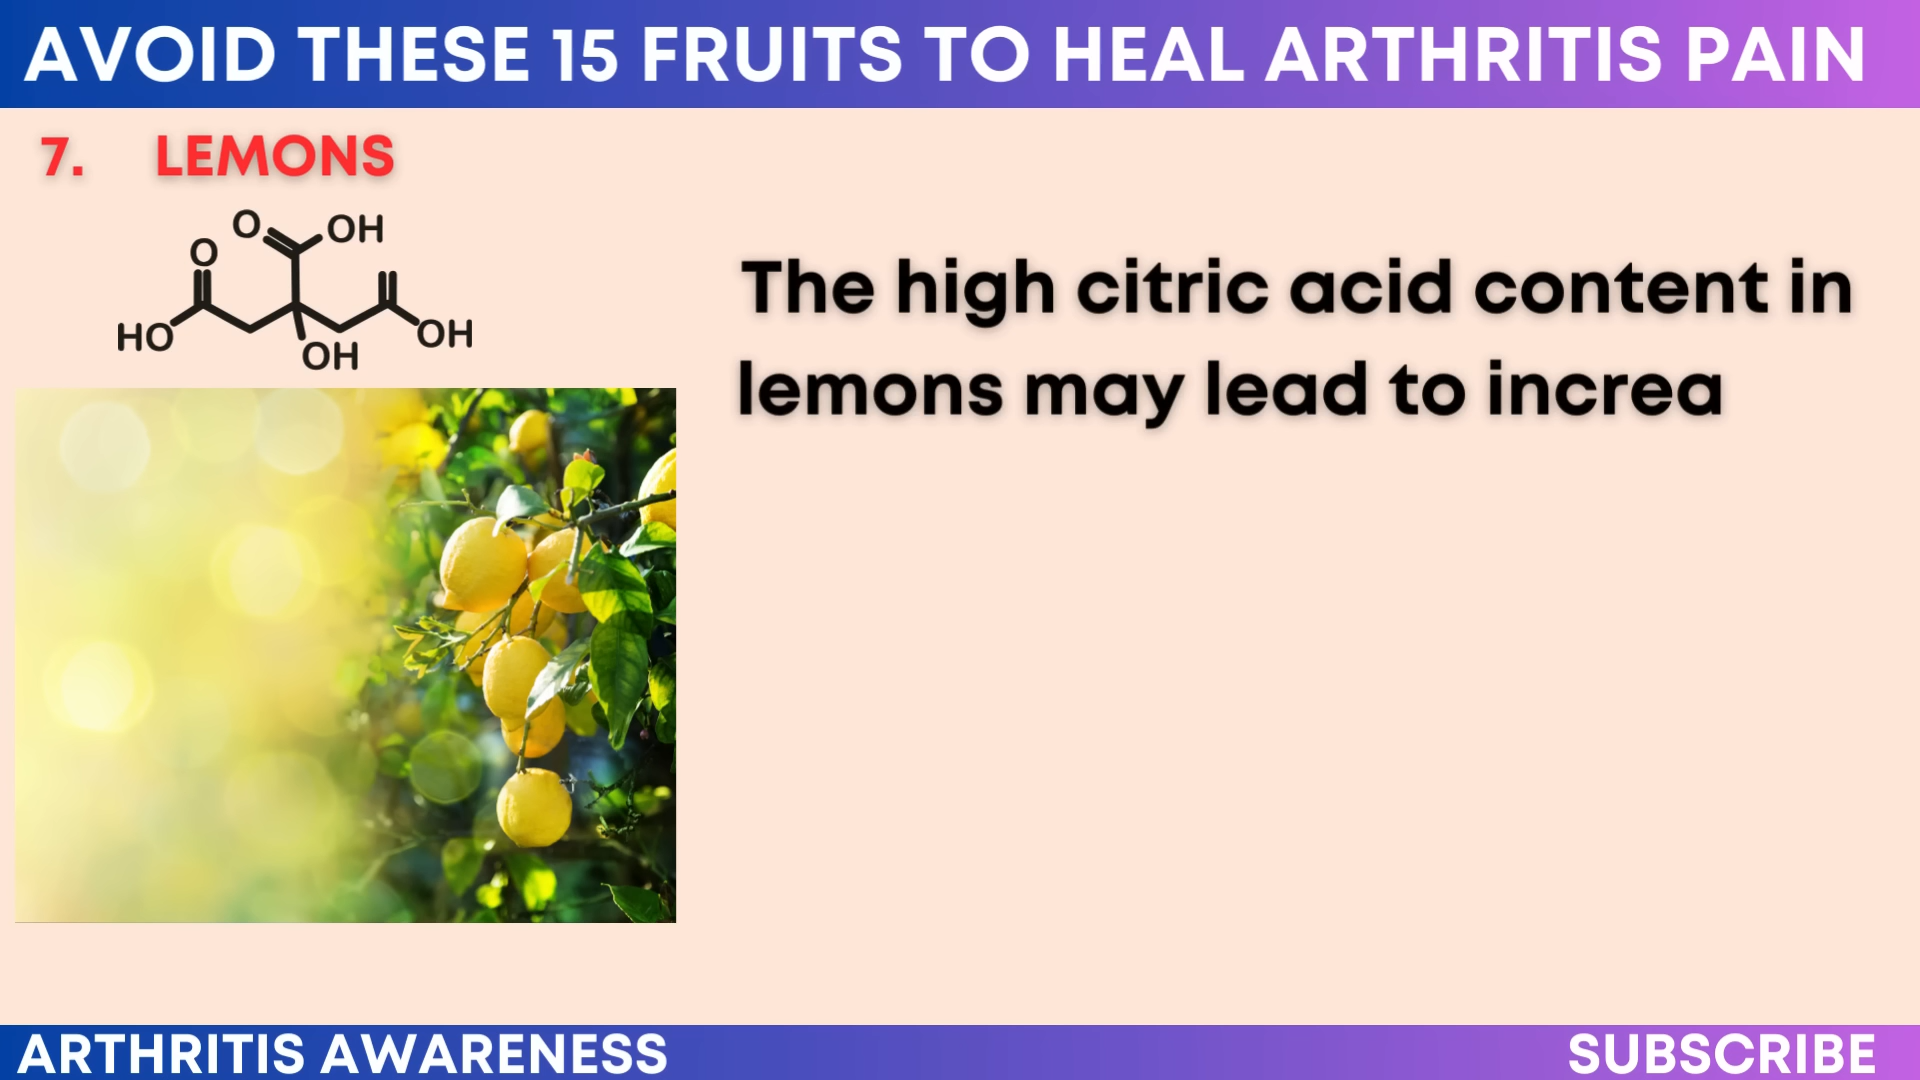 AVOID THESE 15 FRUITS TO HEAL ARTHRITIS PAIN
7. LEMONS
O OH
O
HO OH
OH
The high citric acid content in
lemons may lead to increa
ARTHRITIS AWARENESS SUBSCRIBE